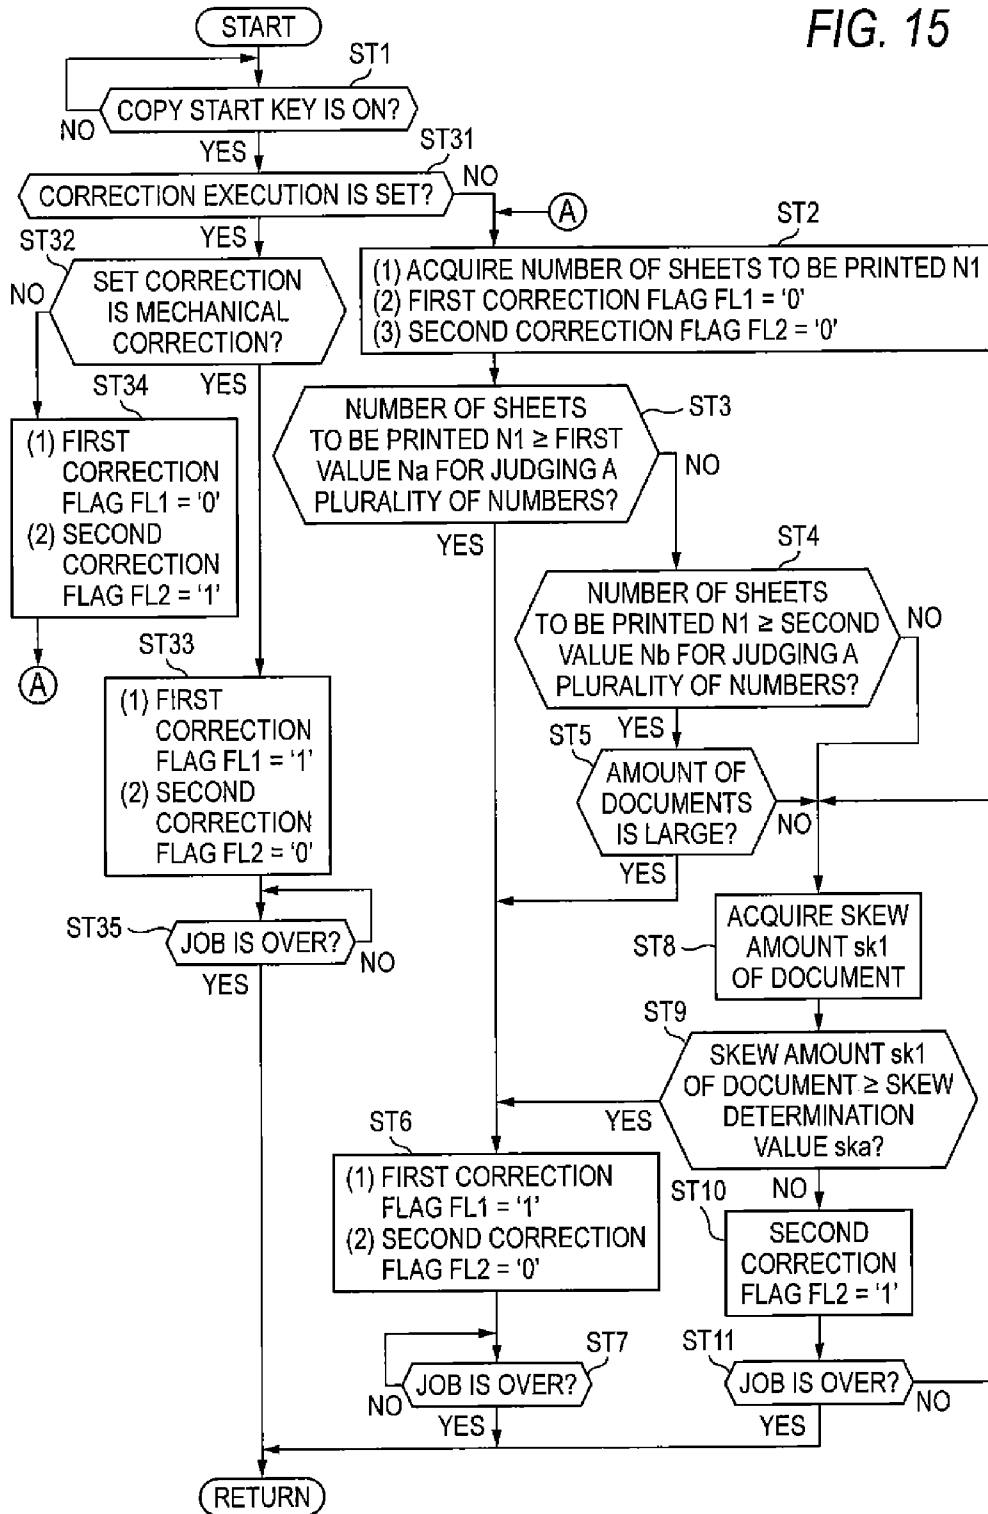 FIG. 15
START
ST1
COPY START KEY IS ON?
NO
YES
ST31
CORRECTION EXECUTION IS SET?
NO
YES
A
ST32
SET CORRECTION
IS MECHANICAL
CORRECTION?
NO
YES
ST2
(1) ACQUIRE NUMBER OF SHEETS TO BE PRINTED N1
(2) FIRST CORRECTION FLAG FL1 = '0'
(3) SECOND CORRECTION FLAG FL2 = '0'
ST34
(1) FIRST
CORRECTION
FLAG FL1 = '0'
(2) SECOND
CORRECTION
FLAG FL2 = '1'
A
ST3
NUMBER OF SHEETS
TO BE PRINTED N1 ≥ FIRST
VALUE Na FOR JUDGING A
PLURALITY OF NUMBERS?
NO
YES
ST4
NUMBER OF SHEETS
TO BE PRINTED N1 ≥ SECOND
VALUE Nb FOR JUDGING A
PLURALITY OF NUMBERS?
NO
YES
ST33
(1) FIRST
CORRECTION
FLAG FL1 = '1'
(2) SECOND
CORRECTION
FLAG FL2 = '0'
ST5
AMOUNT OF
DOCUMENTS
IS LARGE?
NO
YES
ST35
JOB IS OVER?
NO
YES
ST8
ACQUIRE SKEW
AMOUNT sk1
OF DOCUMENT
ST9
SKEW AMOUNT sk1
OF DOCUMENT ≥ SKEW
DETERMINATION
VALUE ska?
YES
NO
ST6
(1) FIRST CORRECTION
FLAG FL1 = '1'
(2) SECOND CORRECTION
FLAG FL2 = '0'
ST10
SECOND
CORRECTION
FLAG FL2 = '1'
ST7
JOB IS OVER?
NO
YES
ST11
JOB IS OVER?
NO
YES
RETURN